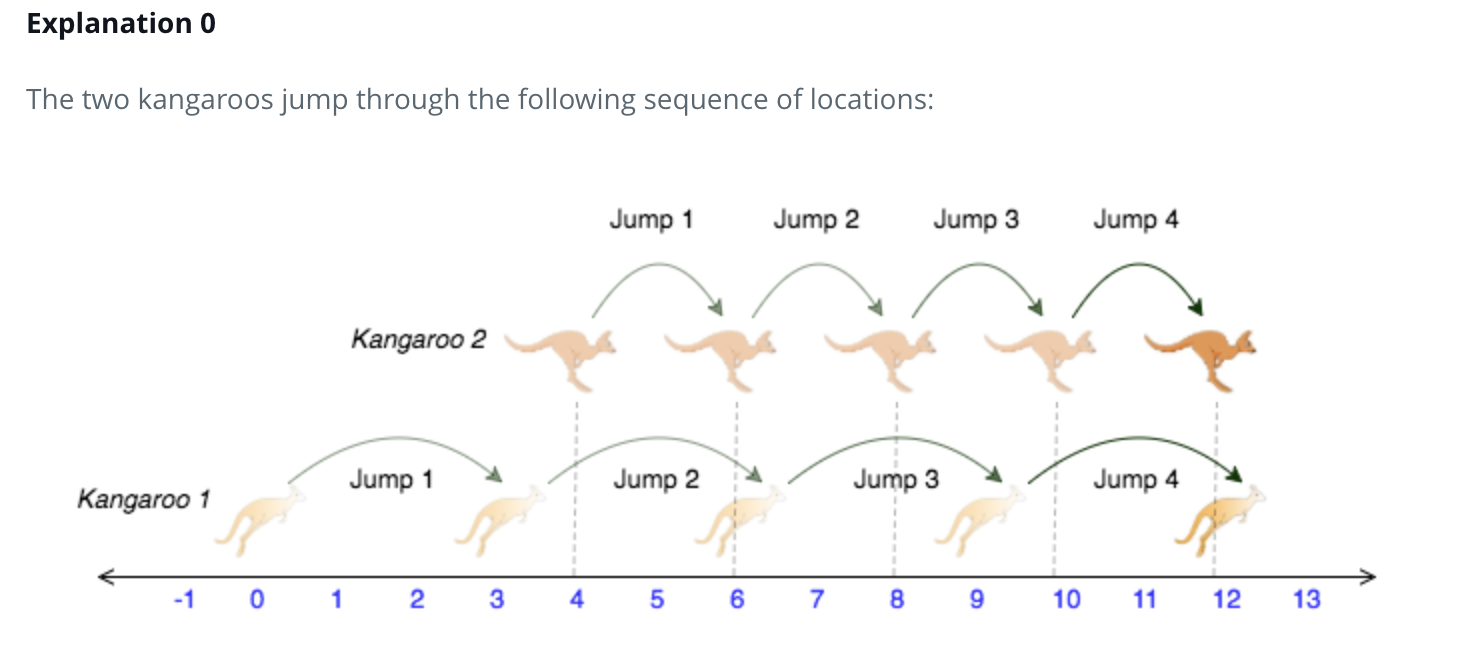 Explanation 0
The two kangaroos jump through the following sequence of locations:
Jump 1 Jump 2 Jump 3 Jump 4
Kangaroo 2
Jump 1 Jump 2 Jump 3 Jump 4
Kangaroo 1
-1 0 1 2 3 4 5 6 7 8 9 10 11 12 13